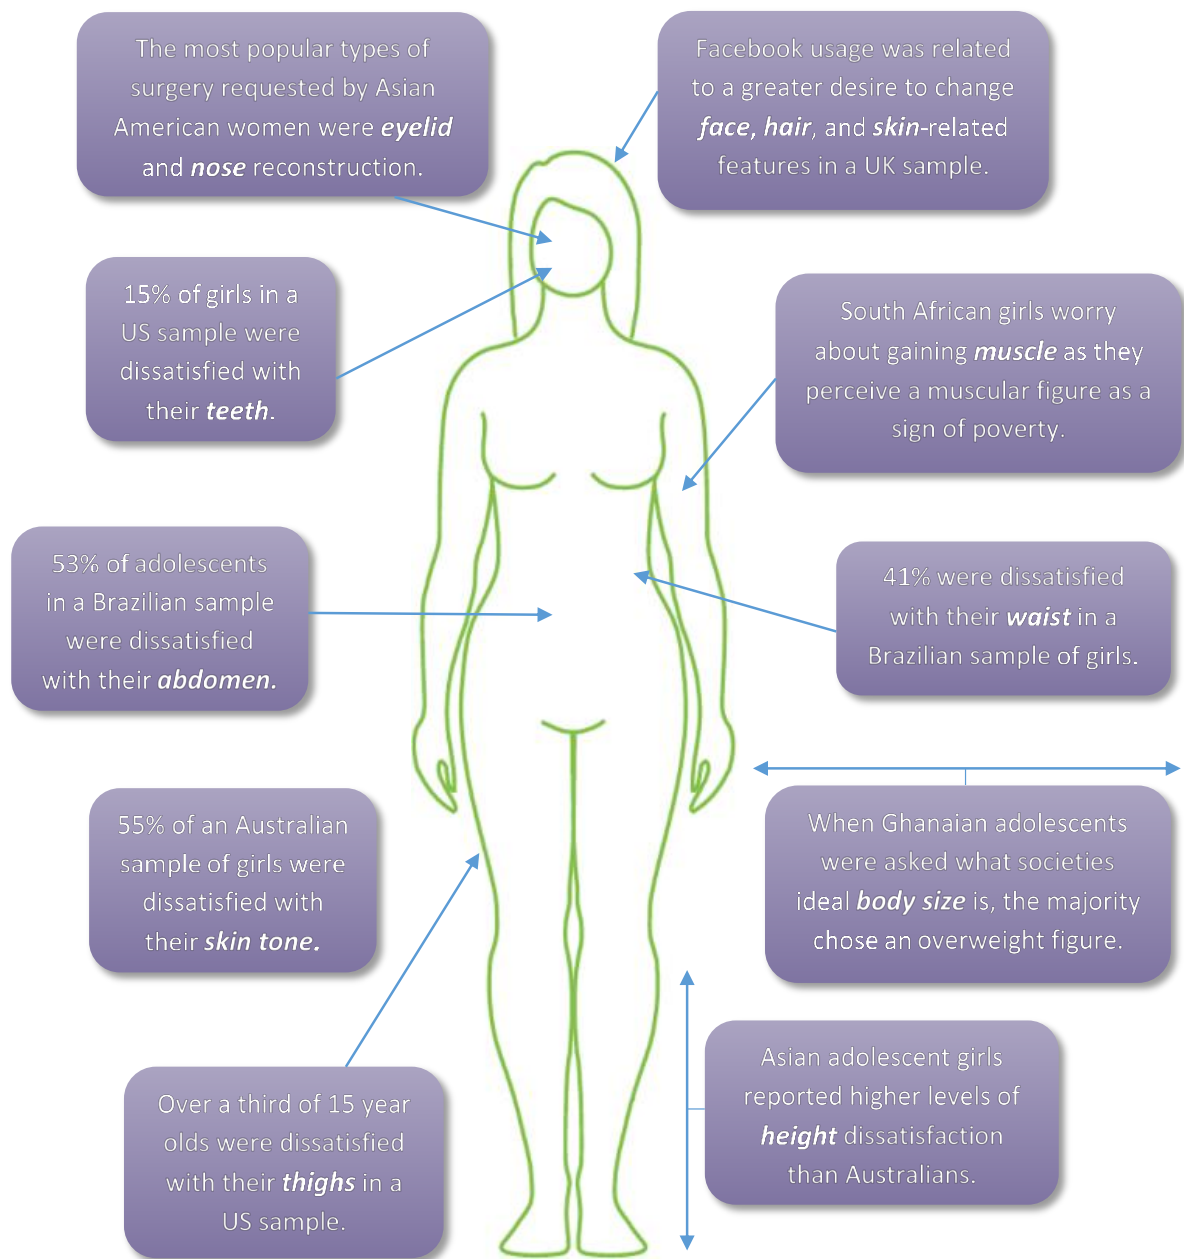 The most popular types of
surgery requested by Asian
American women were eyelid
and nose reconstruction.
Facebook usage was related
to a greater desire to change
face, hair, and skin-related
features in a UK sample.
15% of girls in a
US sample were
dissatisfied with
their teeth.
South African girls worry
about gaining muscle as they
perceive a muscular figure as a
sign of poverty.
53% of adolescents
in a Brazilian sample
were dissatisfied
with their abdomen.
41% were dissatisfied
with their waist in a
Brazilian sample of girls.
55% of an Australian
sample of girls were
dissatisfied with
their skin tone.
When Ghanaian adolescents
were asked what societies
ideal body size is, the majority
chose an overweight figure.
Over a third of 15 year
olds were dissatisfied
with their thighs in a
US sample.
Asian adolescent girls
reported higher levels of
height dissatisfaction
than Australians.